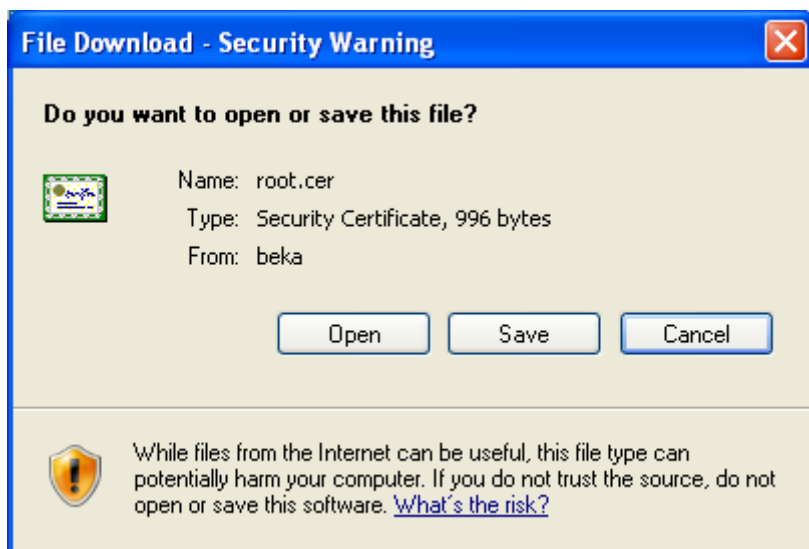 File Download - Security Warning
Do you want to open or save this file?
Name: root.cer
Type: Security Certificate, 996 bytes
From: beka
Open Save Cancel
While files from the Internet can be useful, this file type can
potentially harm your computer. If you do not trust the source, do not
open or save this software. What's the risk?